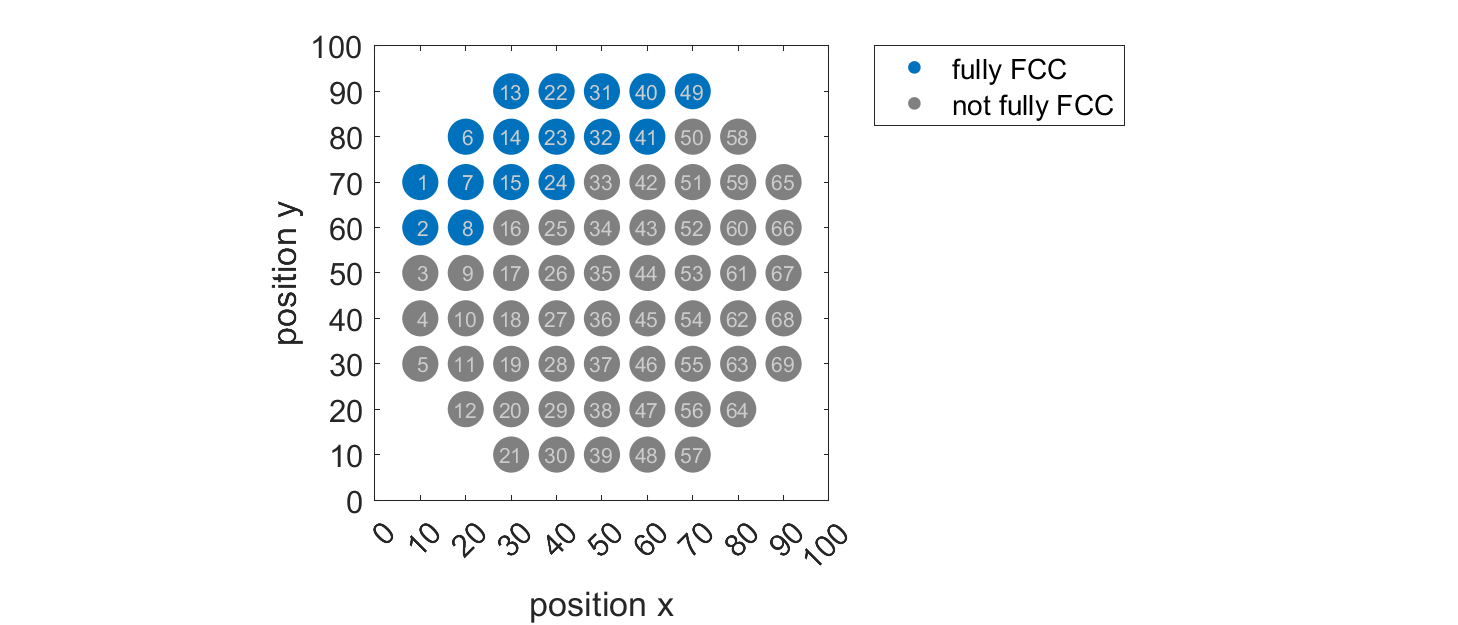 100
90
80
70
60
50
40
30
20
10
0
position y
13 22 31 40 49
6 14 23 32 41 50 58
1 7 15 24 33 42 51 59 65
2 8 16 25 34 43 52 60 66
3 9 17 26 35 44 53 61 67
4 10 18 27 36 45 54 62 68
5 11 19 28 37 46 55 63 69
12 20 29 38 47 56 64
21 30 39 48 57
0 10 20 30 40 50 60 70 80 90 100
position x
fully FCC
not fully FCC